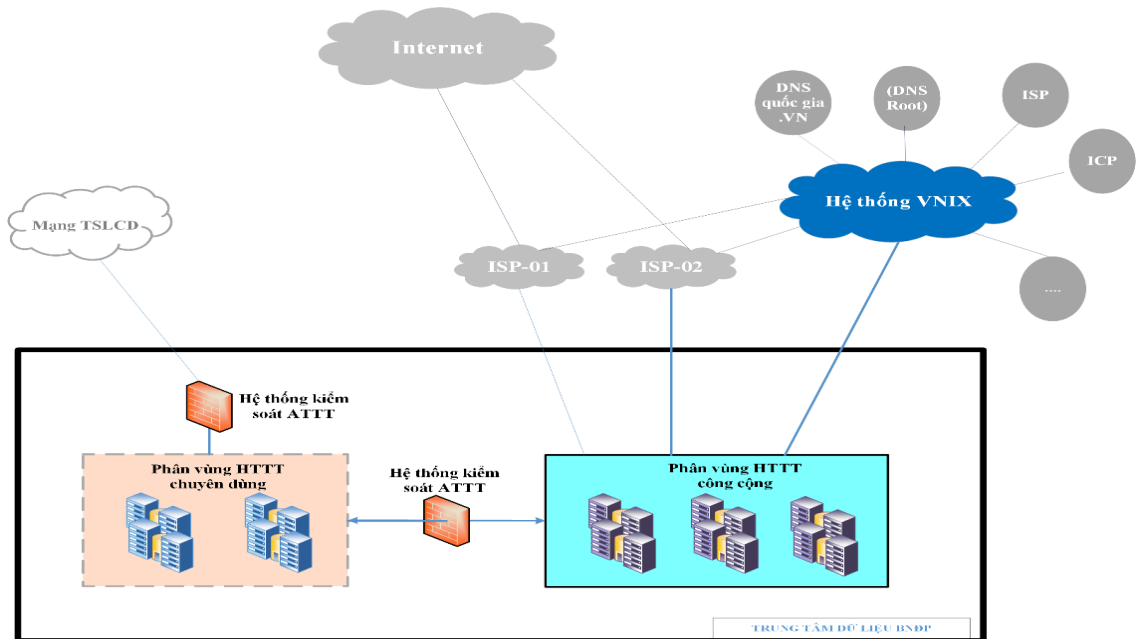 Internet
DNS
quốc gia
.VN
(DNS
Root)
ISP
ICP
Hệ thống VNIX
Mạng TSLCD
ISP-01
ISP-02
....
Hệ thống kiểm
soát ATTT
Phân vùng HTTT
chuyên dùng
Hệ thống kiểm
soát ATTT
Phân vùng HTTT
công cộng
TRUNG TÂM DỮ LIỆU BNĐP